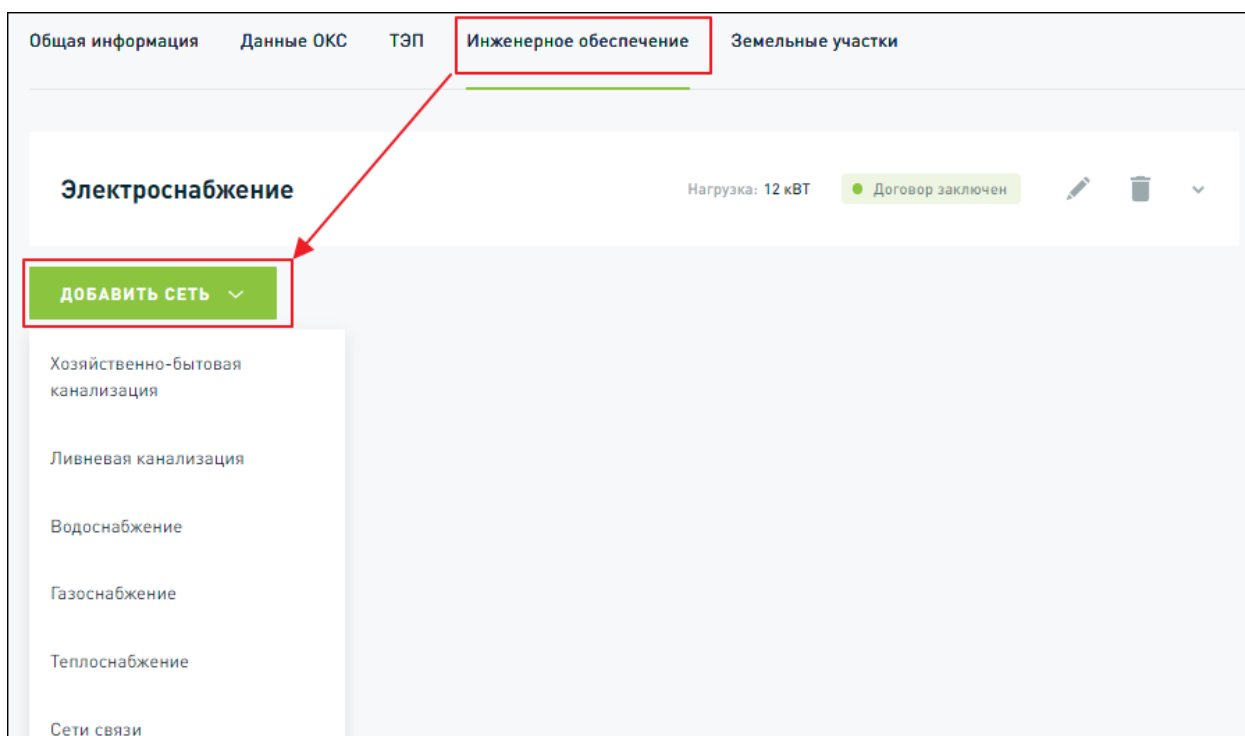 Общая информация Данные ОКС ТЭП Инженерное обеспечение Земельные участки
Электроснабжение Нагрузка: 12 кВТ Договор заключен
ДОБАВИТЬ СЕТЬ
Хозяйственно-бытовая
канализация
Ливневая канализация
Водоснабжение
Газоснабжение
Теплоснабжение
Сети связи